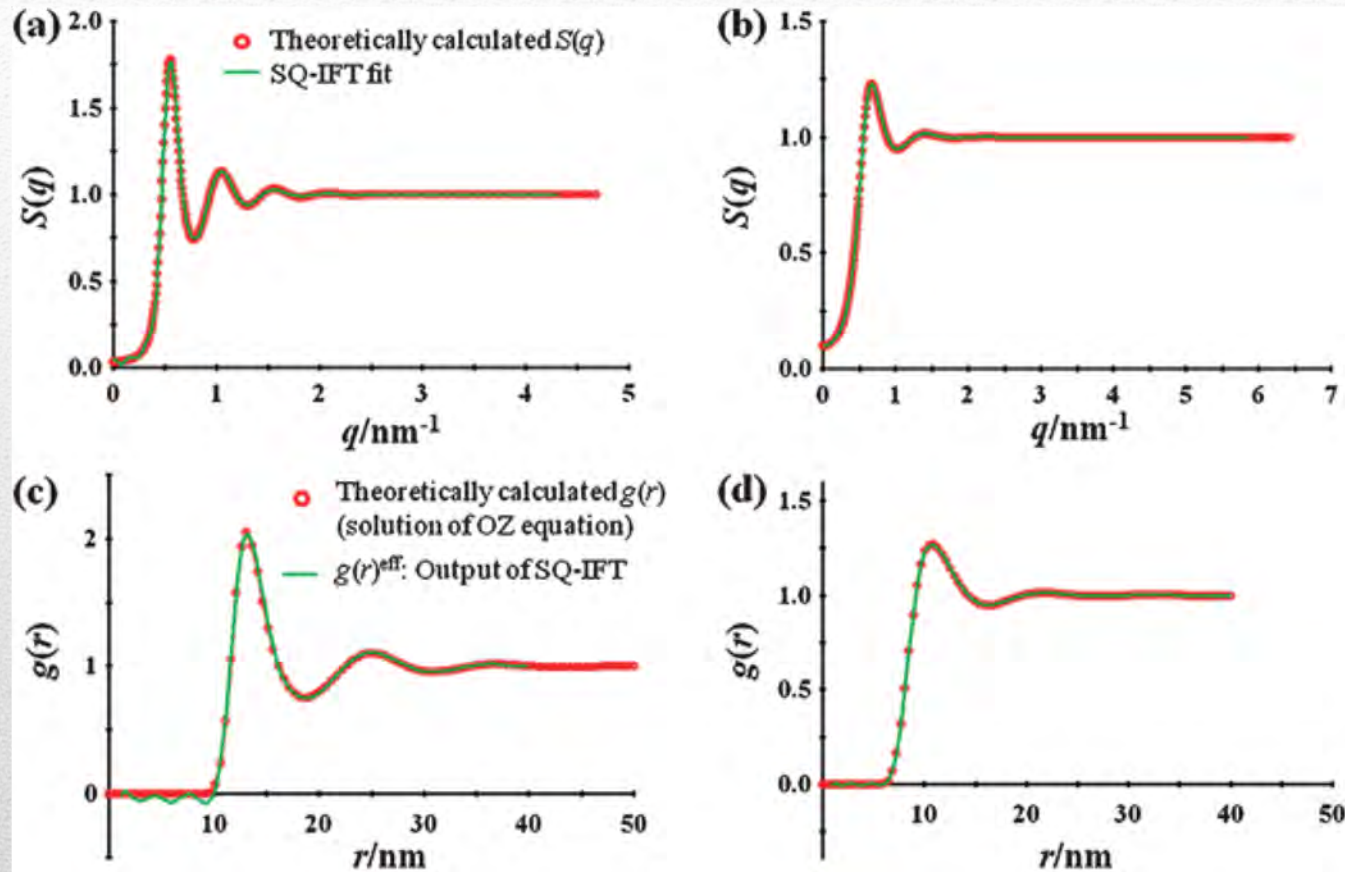 (a)
2.0
1.5
1.0
0.5
0.0
S(q)
Theoretically calculated S(q)
SQ-IFT fit
0 1 2 3 4 5
q/nm⁻¹
(b)
1.5
1.0
0.5
0.0
S(q)
0 1 2 3 4 5 6 7
q/nm⁻¹
(c)
2
1
0
g(r)
Theoretically calculated g(r)
(solution of OZ equation)
g(r)ᵉᶠᶠ: Output of SQ-IFT
10 20 30 40 50
r/nm
(d)
1.5
1.0
0.5
0.0
g(r)
10 20 30 40 50
r/nm